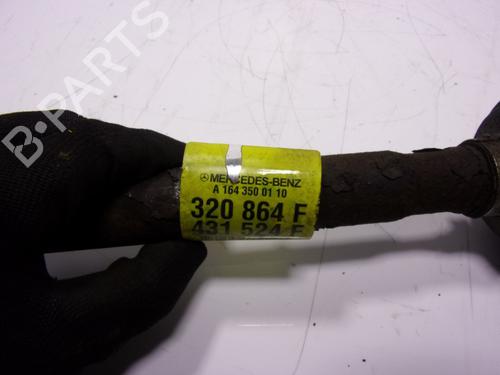 B-PARTS
MERCEDES-BENZ
A 164 350 01 10
320 864 F
431 524 F